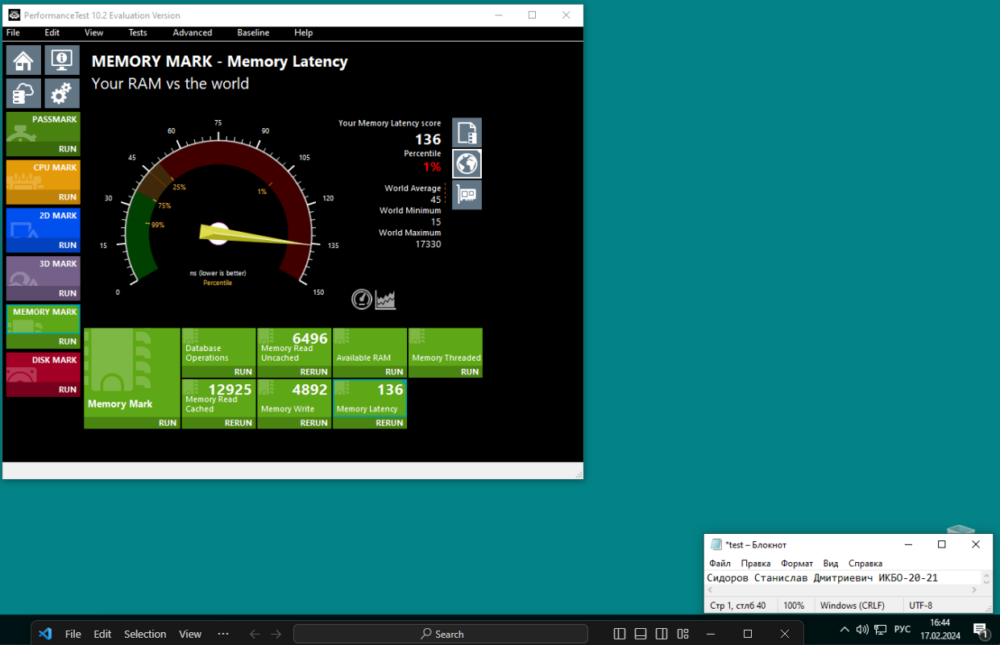 PerformanceTest 10.2 Evaluation Version
File Edit View Tests Advanced Baseline Help
MEMORY MARK - Memory Latency
Your RAM vs the world
PASSMARK
RUN
CPU MARK
RUN
2D MARK
RUN
3D MARK
RUN
MEMORY MARK
RUN
DISK MARK
RUN
0
15
30
45
60
75
90
105
120
135
150
99%
75%
25%
1%
ns (lower is better)
Percentile
Your Memory Latency score
136
Percentile
1%
World Average
45
World Minimum
15
World Maximum
17330
Memory Mark
RUN
Database
Operations
RUN
6496
Memory Read
Uncached
RERUN
Available RAM
RUN
Memory Threaded
RUN
12925
Memory Read
Cached
RERUN
4892
Memory Write
RERUN
136
Memory Latency
RERUN
*test – Блокнот
Файл Правка Формат Вид Справка
Сидоров Станислав Дмитриевич ИКБО-20-21
Стр 1, стлб 40 100% Windows (CRLF) UTF-8
File Edit Selection View ··· Search
РУС
16:44
17.02.2024
1